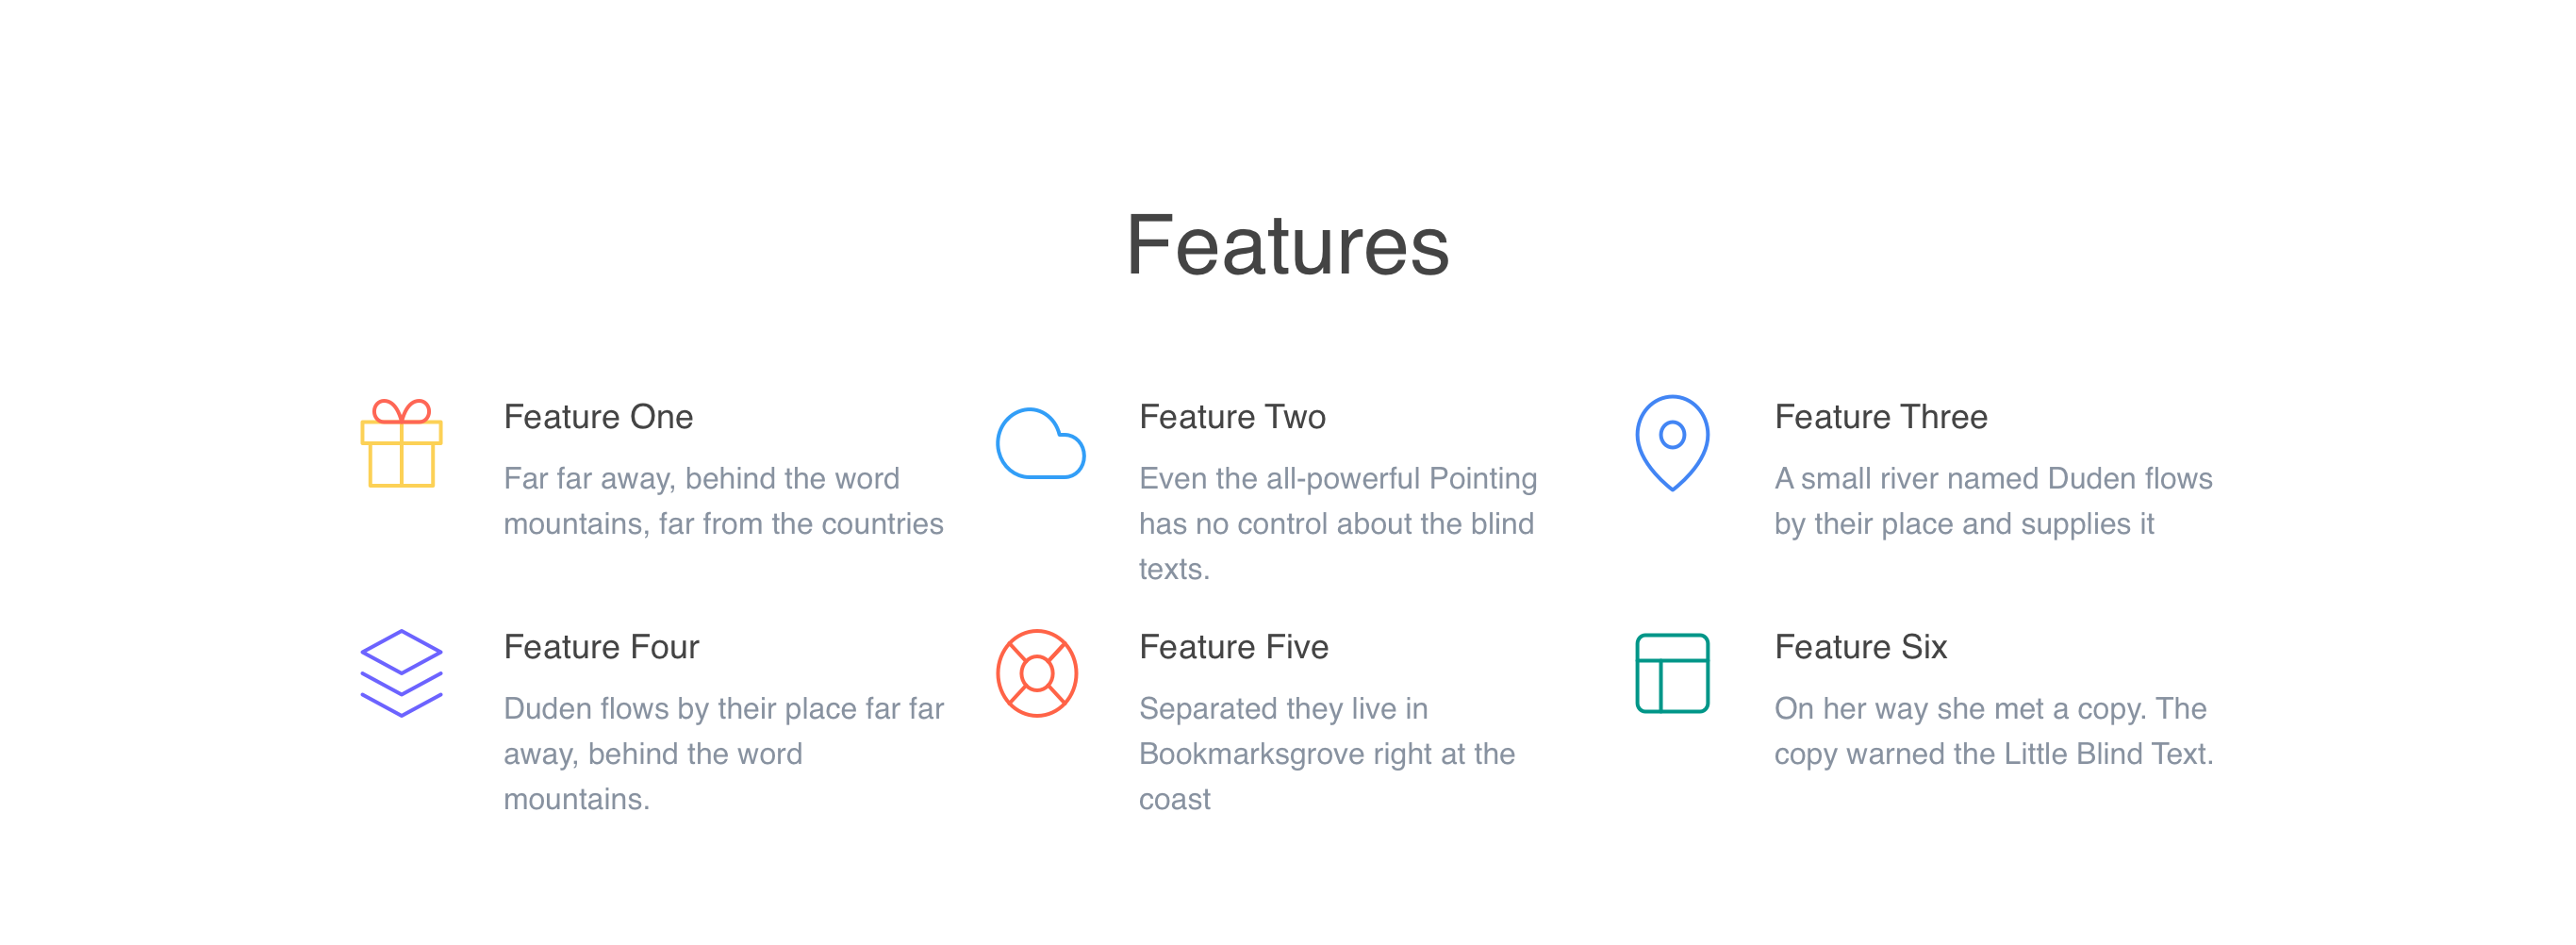 Features
Feature One
Far far away, behind the word
mountains, far from the countries
Feature Two
Even the all-powerful Pointing
has no control about the blind
texts.
Feature Three
A small river named Duden flows
by their place and supplies it
Feature Four
Duden flows by their place far far
away, behind the word
mountains.
Feature Five
Separated they live in
Bookmarksgrove right at the
coast
Feature Six
On her way she met a copy. The
copy warned the Little Blind Text.